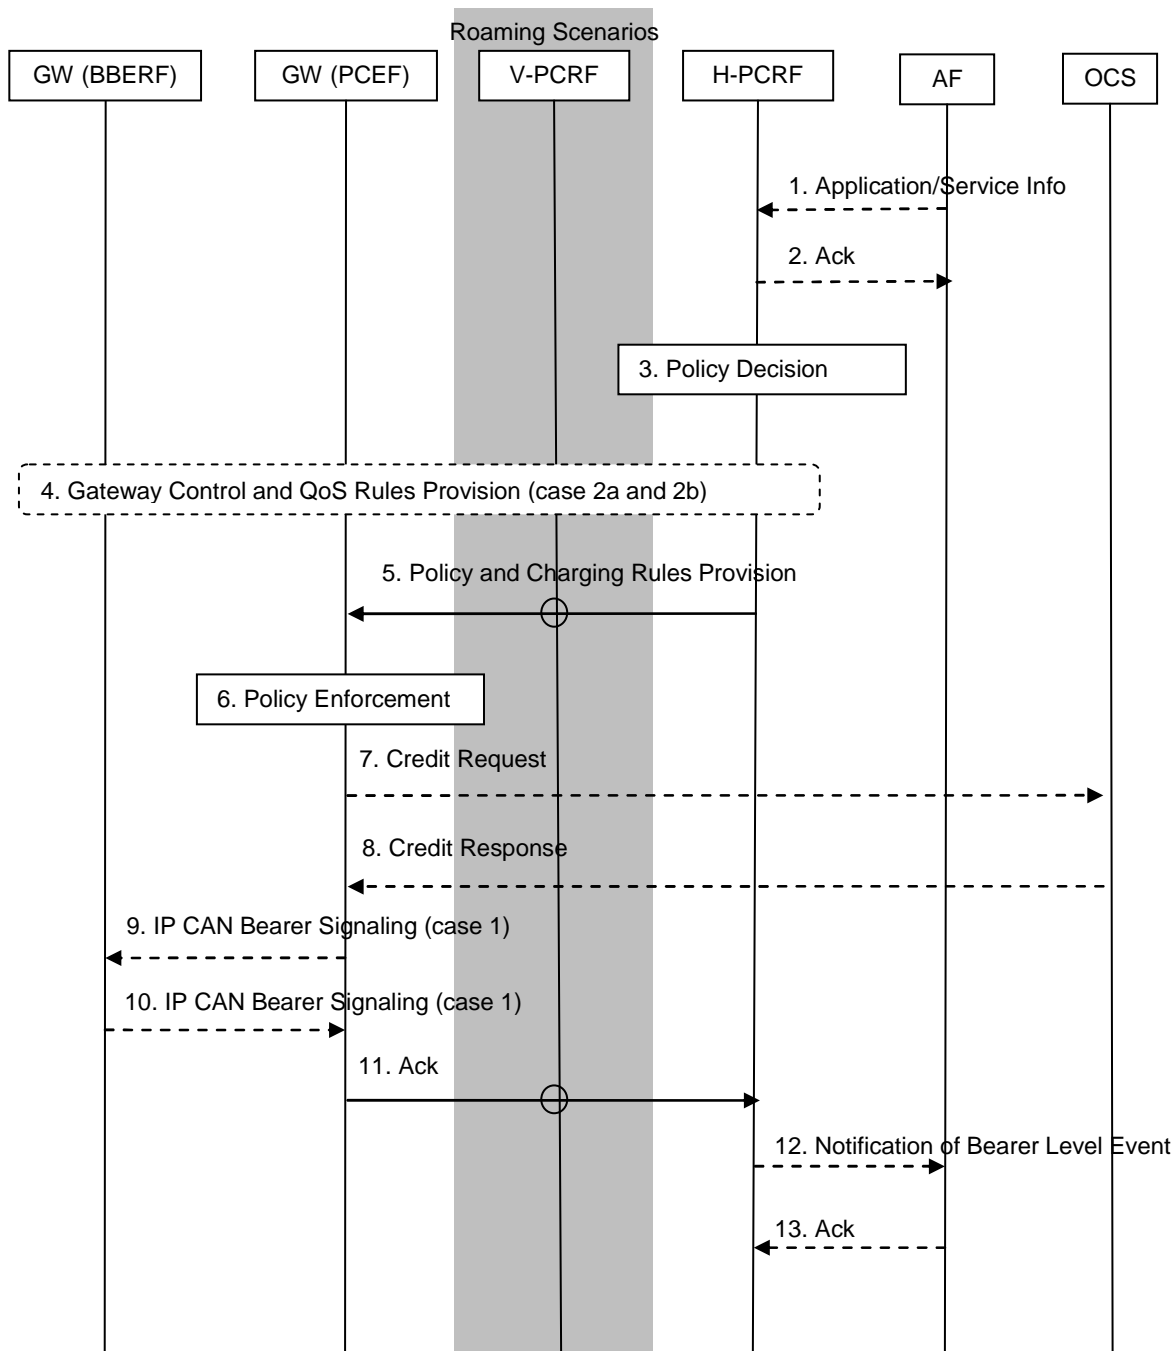 Roaming Scenarios
GW (BBERF)
GW (PCEF)
V-PCRF
H-PCRF
AF
OCS
1. Application/Service Info
2. Ack
3. Policy Decision
4. Gateway Control and QoS Rules Provision (case 2a and 2b)
5. Policy and Charging Rules Provision
6. Policy Enforcement
7. Credit Request
8. Credit Response
9. IP CAN Bearer Signaling (case 1)
10. IP CAN Bearer Signaling (case 1)
11. Ack
12. Notification of Bearer Level Event
13. Ack